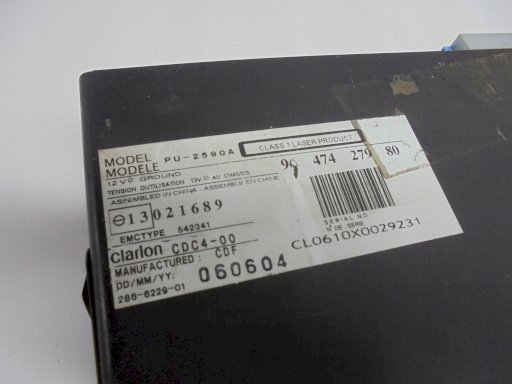 MODEL PU-2590A CLASS 1 LASER PRODUCT
MODELE
12 V⊖ GROUND 96 474 279 80
TENSION DUTILISATION 12V⊖ AU CHASSIS
ASSEMBLED IN CHINA - ASSEMBLE EN CHINE
⊖13021689
EMCTYPE 542341
SERIAL NO
N° DE SERIE
clarion CDC4-00
CL0610X0029231
MANUFACTURED : CDF
DD/MM/YY: 060604
286-6229-01